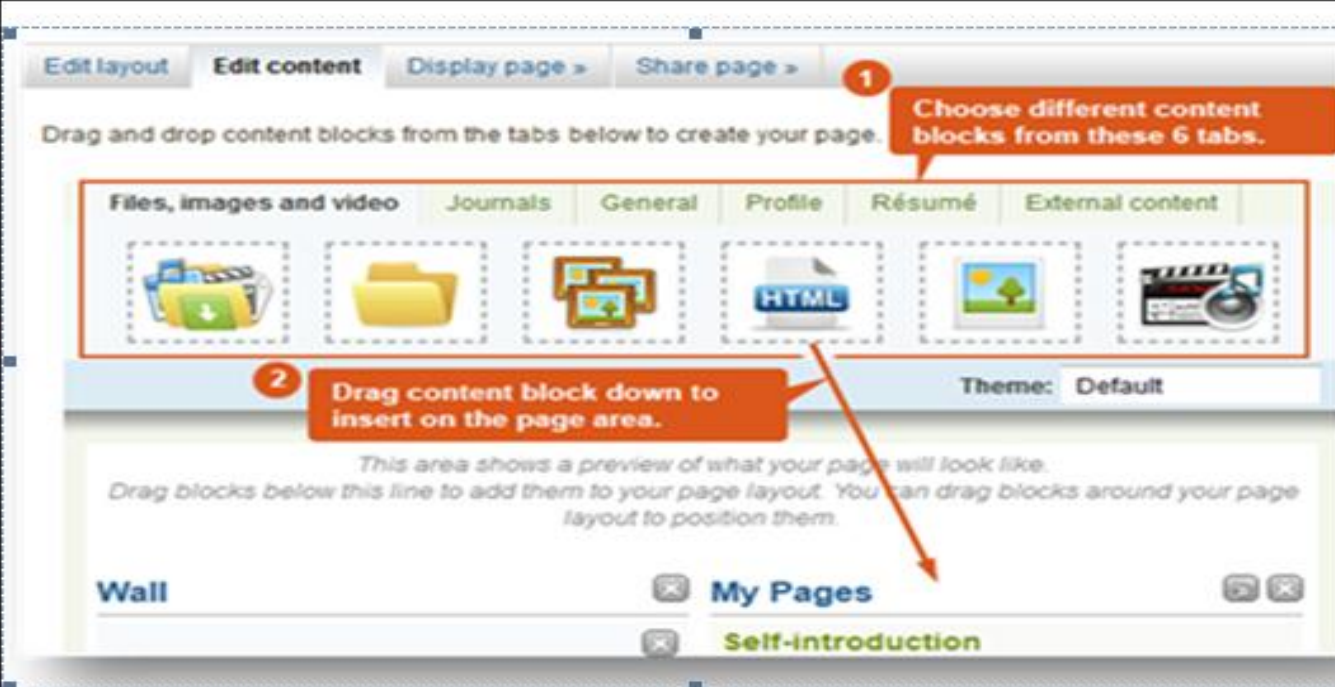 Edit layout Edit content Display page » Share page »
1
Choose different content
blocks from these 6 tabs.
Drag and drop content blocks from the tabs below to create your page.
Files, images and video Journals General Profile Résumé External content
HTML
2
Drag content block down to
insert on the page area.
Theme: Default
This area shows a preview of what your page will look like.
Drag blocks below this line to add them to your page layout. You can drag blocks around your page
layout to position them.
Wall My Pages
Self-introduction